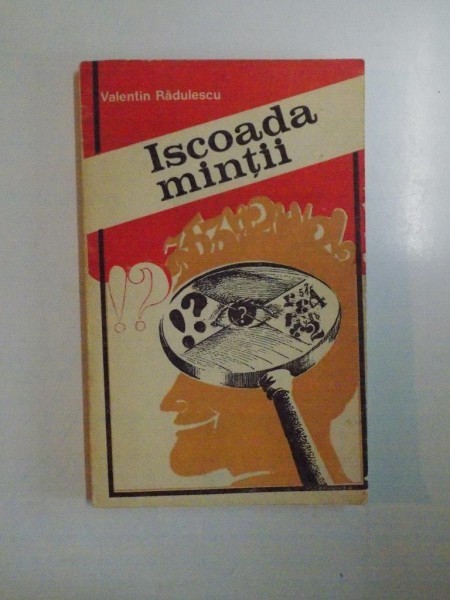 Valentin Rădulescu
Iscoada
minții
!?
!?
?